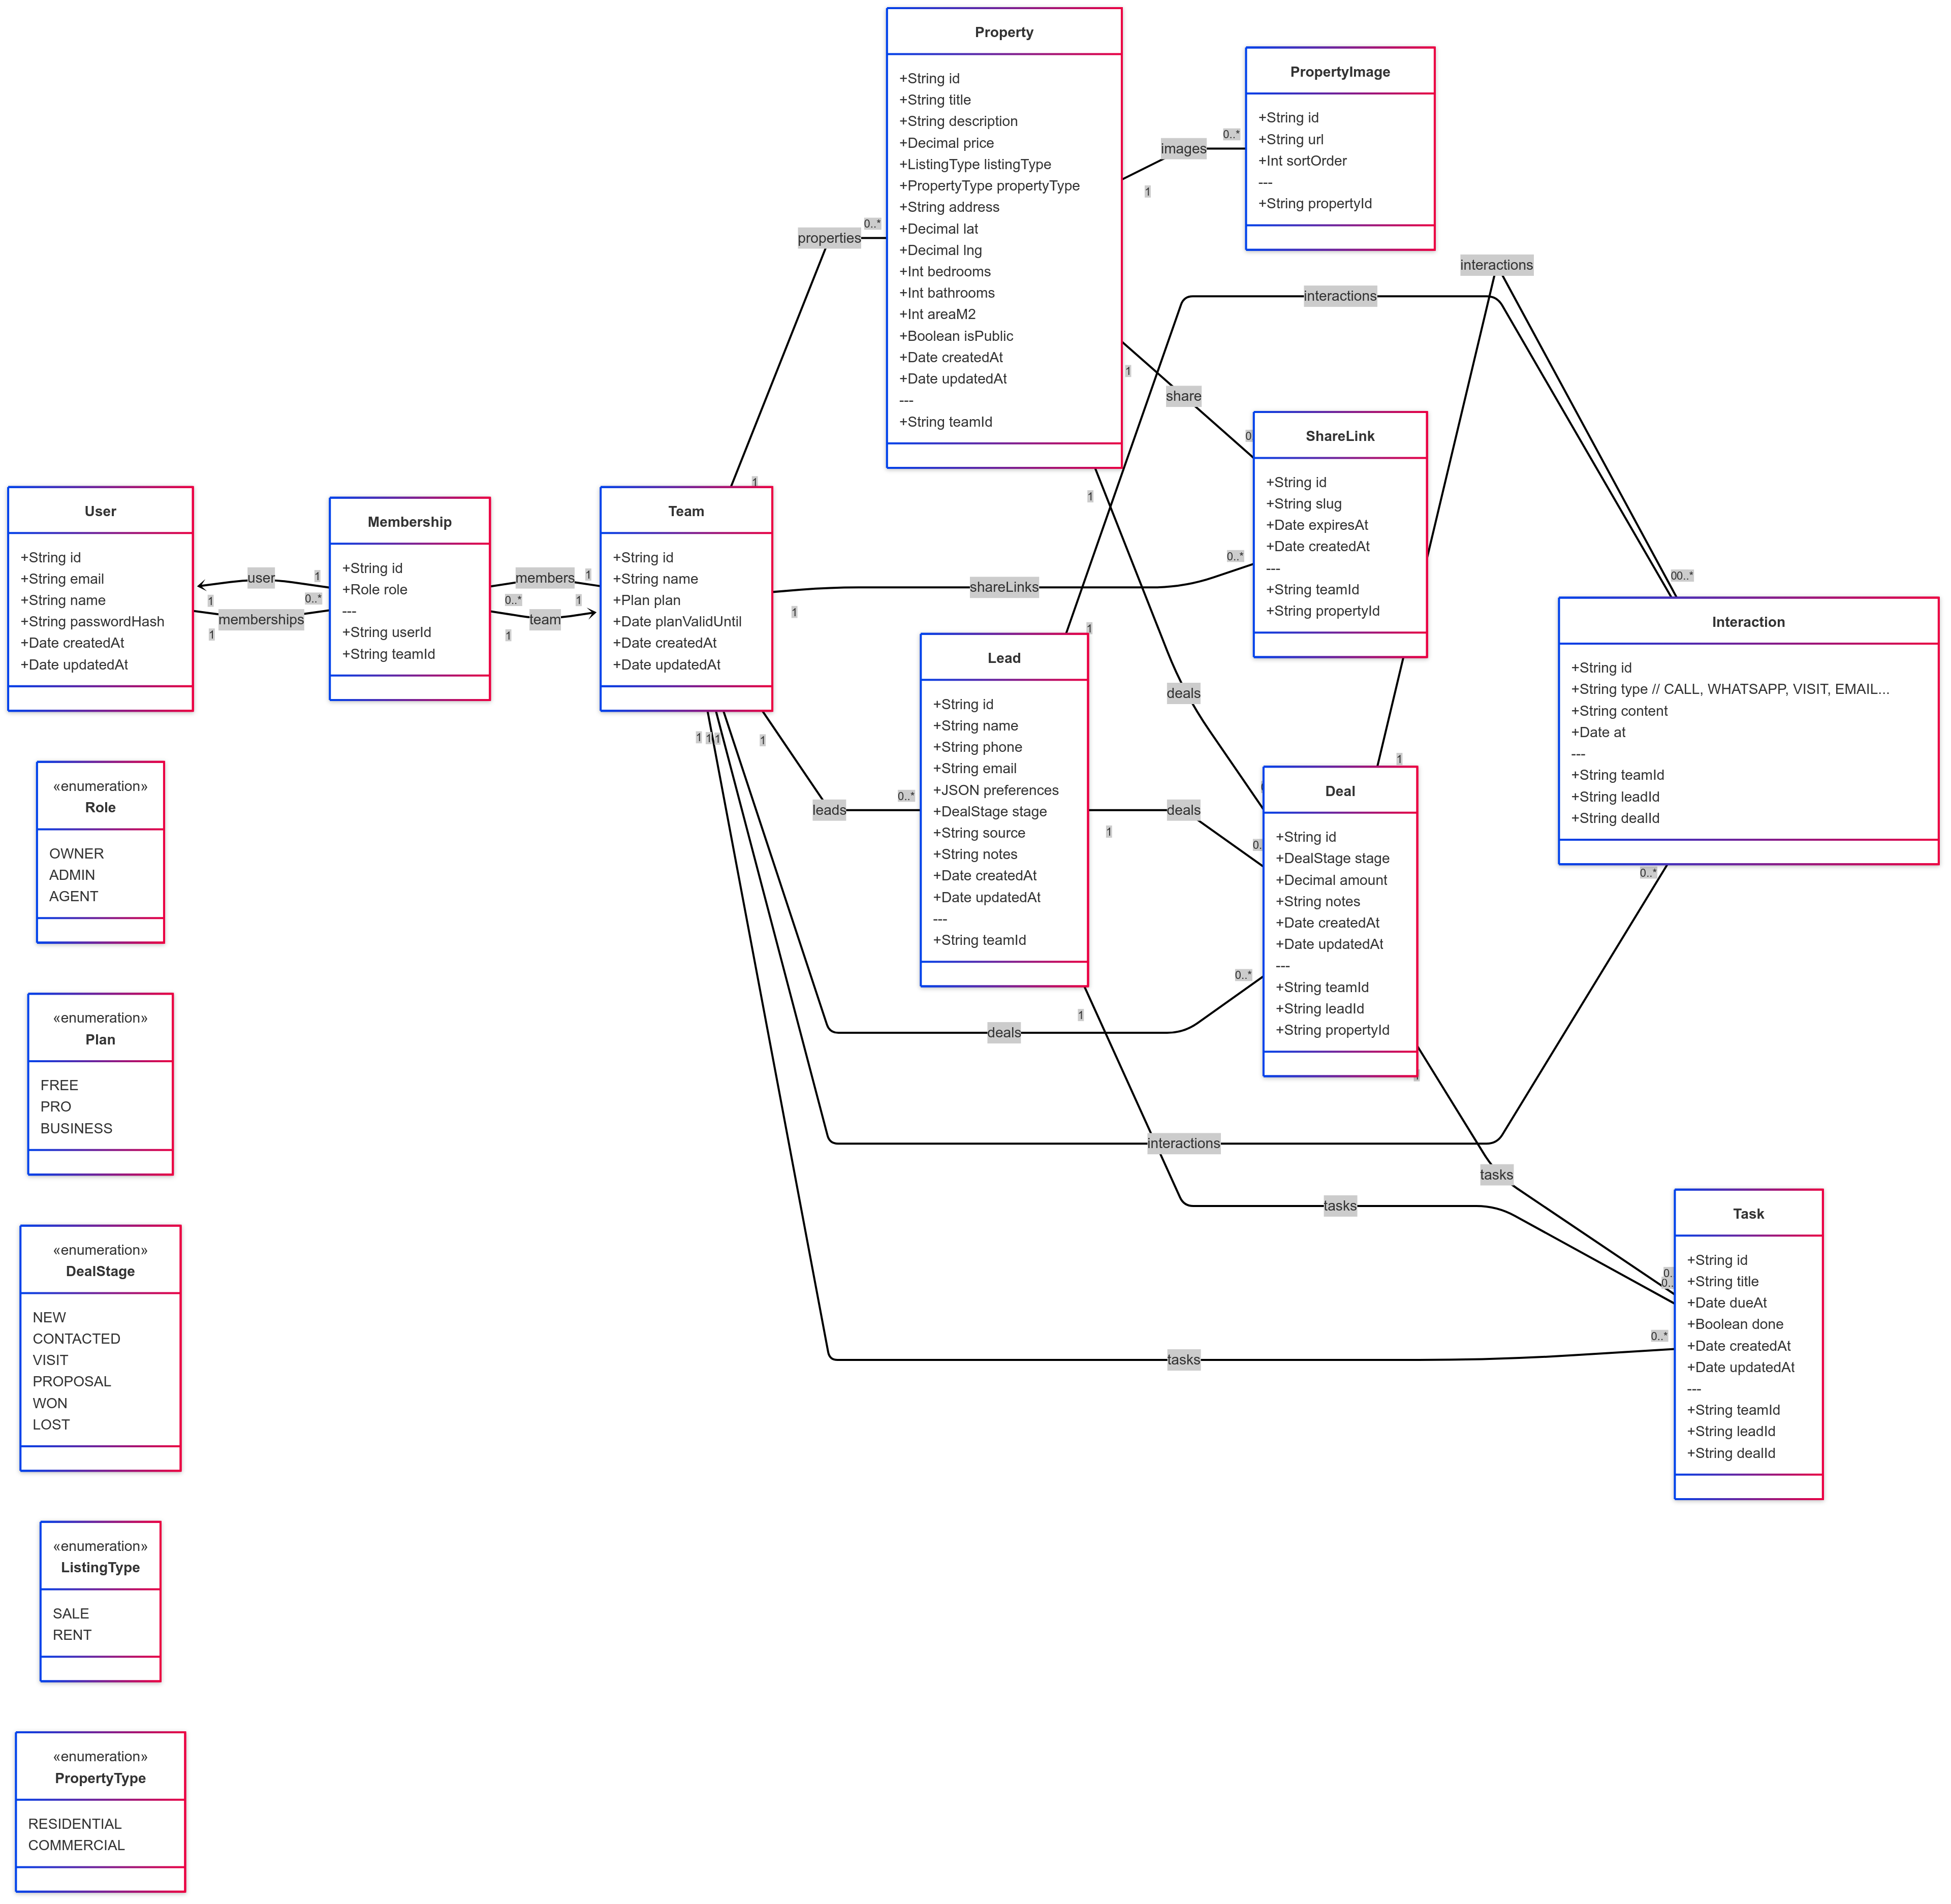 Property
+String id
+String title
+String description
+Decimal price
+ListingType listingType
+PropertyType propertyType
+String address
+Decimal lat
+Decimal lng
+Int bedrooms
+Int bathrooms
+Int areaM2
+Boolean isPublic
+Date createdAt
+Date updatedAt
---
+String teamId
PropertyImage
+String id
+String url
+Int sortOrder
---
+String propertyId
images
0..*
1
properties
0..*
1
interactions
interactions
share
1
ShareLink
+String id
+String slug
+Date expiresAt
+Date createdAt
---
+String teamId
+String propertyId
User
+String id
+String email
+String name
+String passwordHash
+Date createdAt
+Date updatedAt
user
1
1
memberships
0..*
1
Membership
+String id
+Role role
---
+String userId
+String teamId
members
1
0..*
team
1
1
Team
+String id
+String name
+Plan plan
+Date planValidUntil
+Date createdAt
+Date updatedAt
shareLinks
0..*
1
1
1
Lead
+String id
+String name
+String phone
+String email
+JSON preferences
+DealStage stage
+String source
+String notes
+Date createdAt
+Date updatedAt
---
+String teamId
deals
00..*
Interaction
+String id
+String type // CALL, WHATSAPP, VISIT, EMAIL...
+String content
+Date at
---
+String teamId
+String leadId
+String dealId
1
1
1
1
leads
0..*
deals
1
1
Deal
+String id
+DealStage stage
+Decimal amount
+String notes
+Date createdAt
+Date updatedAt
---
+String teamId
+String leadId
+String propertyId
0..*
deals
0..*
1
interactions
tasks
tasks
tasks
0..*
Task
+String id
+String title
+Date dueAt
+Boolean done
+Date createdAt
+Date updatedAt
---
+String teamId
+String leadId
+String dealId
«enumeration»
Role
OWNER
ADMIN
AGENT
«enumeration»
Plan
FREE
PRO
BUSINESS
«enumeration»
DealStage
NEW
CONTACTED
VISIT
PROPOSAL
WON
LOST
«enumeration»
ListingType
SALE
RENT
«enumeration»
PropertyType
RESIDENTIAL
COMMERCIAL